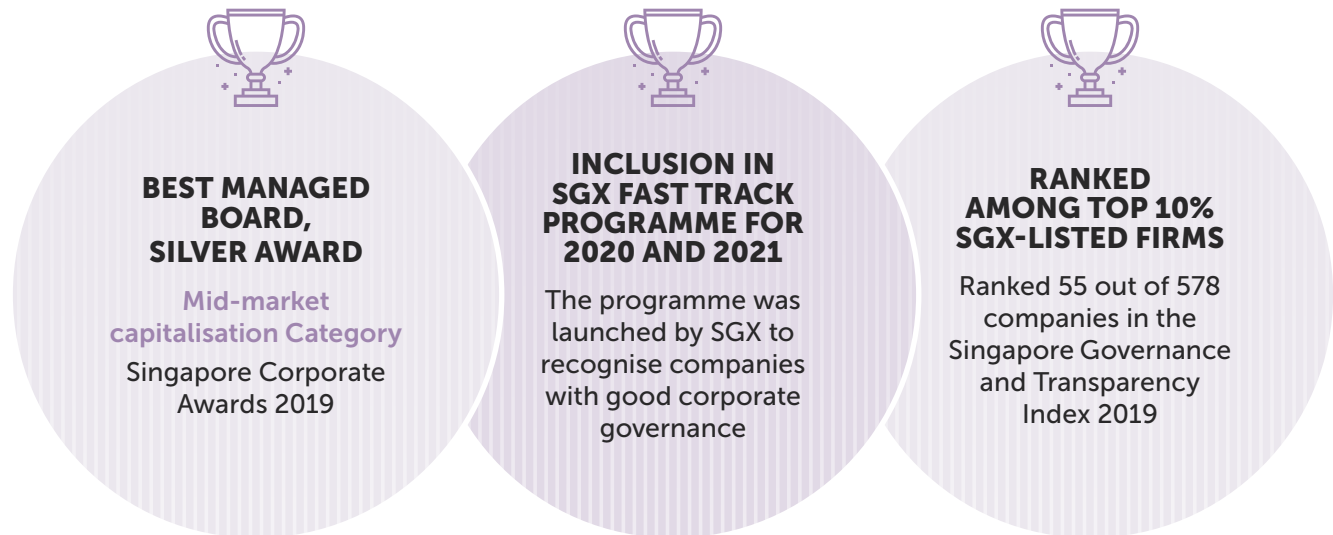 BEST MANAGED
BOARD,
SILVER AWARD
Mid-market
capitalisation Category
Singapore Corporate
Awards 2019
INCLUSION IN
SGX FAST TRACK
PROGRAMME FOR
2020 AND 2021
The programme was
launched by SGX to
recognise companies
with good corporate
governance
RANKED
AMONG TOP 10%
SGX-LISTED FIRMS
Ranked 55 out of 578
companies in the
Singapore Governance
and Transparency
Index 2019